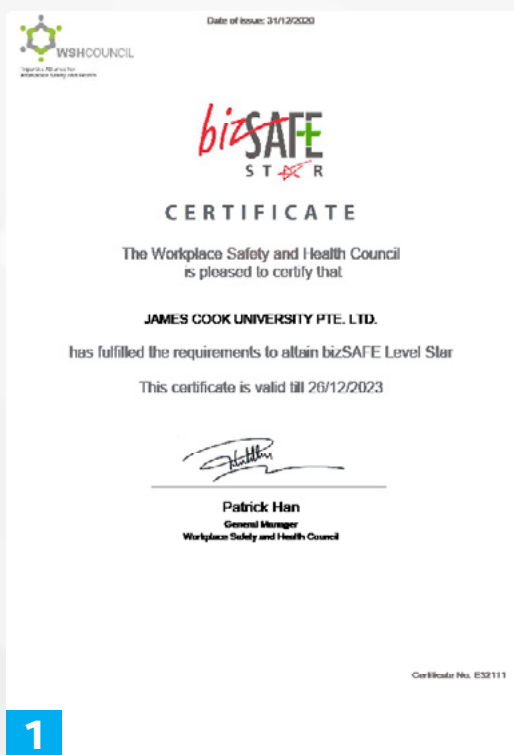 Date of issue: 31/12/2020
WSHCOUNCIL
bizSAFE
STAR
CERTIFICATE
The Workplace Safety and Health Council
is pleased to certify that
JAMES COOK UNIVERSITY PTE. LTD.
has fulfilled the requirements to attain bizSAFE Level Star
This certificate is valid till 26/12/2023
Patrick Han
General Manager
Workplace Safety and Health Council
Certificate No. E32111
1